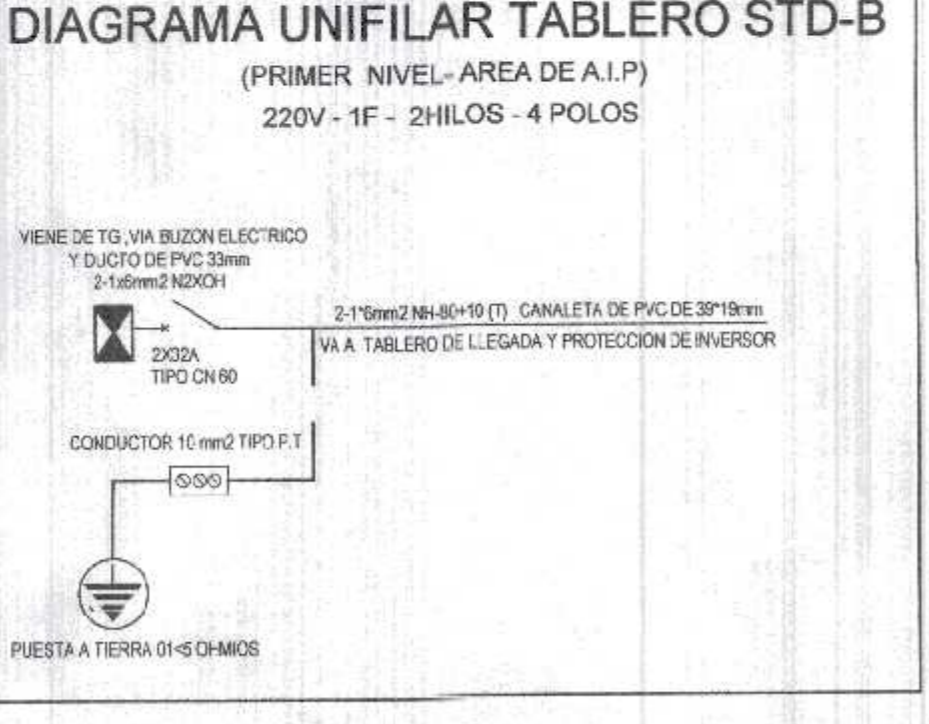 DIAGRAMA UNIFILAR TABLERO STD-B
(PRIMER NIVEL- AREA DE A.I.P)
220V - 1F - 2HILOS - 4 POLOS
VIENE DE TG ,VIA BUZON ELECTRICO
Y DUCTO DE PVC 33mm
2-1x6mm2 N2XOH
2-1*6mm2 NH-80+10 (T) CANALETA DE PVC DE 39*19mm
VA A TABLERO DE LLEGADA Y PROTECCION DE INVERSOR
2X32A
TIPO CN 60
CONDUCTOR 10 mm2 TIPO P.T
PUESTA A TIERRA 01<5 OHMIOS